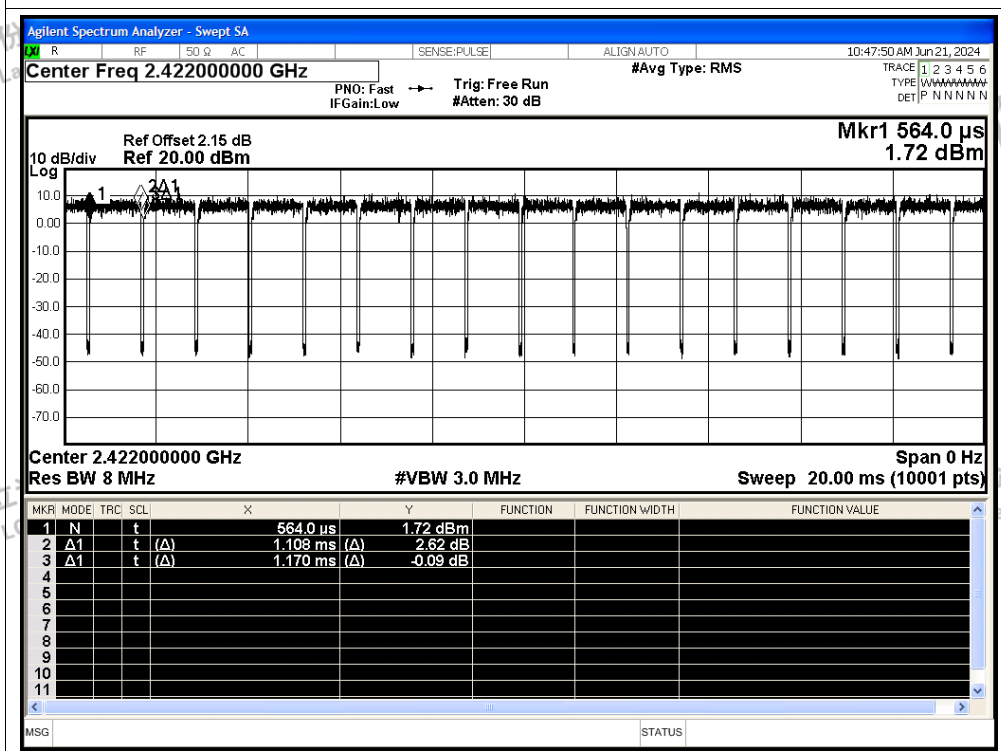 Agilent Spectrum Analyzer - Swept SA
LXI R RF 50 Ω AC SENSE:PULSE ALIGN AUTO 10:47:50 AM Jun 21, 2024
Center Freq 2.422000000 GHz
PNO: Fast
IFGain:Low
Trig: Free Run
#Atten: 30 dB
#Avg Type: RMS
TRACE 1 2 3 4 5 6
TYPE WWWWWW
DET P N N N N N
Mkr1 564.0 µs
1.72 dBm
Ref Offset 2.15 dB
10 dB/div Ref 20.00 dBm
Log
1
2Δ1
10.0
0.00
-10.0
-20.0
-30.0
-40.0
-50.0
-60.0
-70.0
Center 2.422000000 GHz Span 0 Hz
Res BW 8 MHz #VBW 3.0 MHz Sweep 20.00 ms (10001 pts)
MKR MODE TRC SCL X Y FUNCTION FUNCTION WIDTH FUNCTION VALUE
1 N t 564.0 µs 1.72 dBm
2 Δ1 t (Δ) 1.108 ms (Δ) 2.62 dB
3 Δ1 t (Δ) 1.170 ms (Δ) -0.09 dB
4
5
6
7
8
9
10
11
MSG STATUS